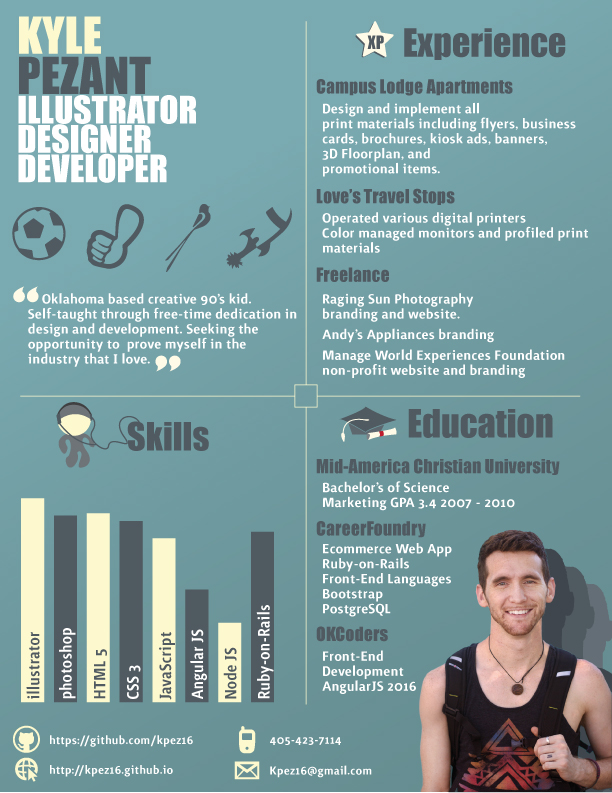 KYLE
PEZANT
ILLUSTRATOR
DESIGNER
DEVELOPER
“ Oklahoma based creative 90's kid.
Self-taught through free-time dedication in
design and development. Seeking the
opportunity to prove myself in the
industry that I love. ”
XP Experience
Campus Lodge Apartments
Design and implement all
print materials including flyers, business
cards, brochures, kiosk ads, banners,
3D Floorplan, and
promotional items.
Love's Travel Stops
Operated various digital printers
Color managed monitors and profiled print
materials
Freelance
Raging Sun Photography
branding and website.
Andy's Appliances branding
Manage World Experiences Foundation
non-profit website and branding
Skills
illustrator
photoshop
HTML 5
CSS 3
JavaScript
Angular JS
Node JS
Ruby-on-Rails
Education
Mid-America Christian University
Bachelor's of Science
Marketing GPA 3.4 2007 - 2010
CareerFoundry
Ecommerce Web App
Ruby-on-Rails
Front-End Languages
Bootstrap
PostgreSQL
OKCoders
Front-End
Development
AngularJS 2016
https://github.com/kpez16
405-423-7114
http://kpez16.github.io
Kpez16@gmail.com